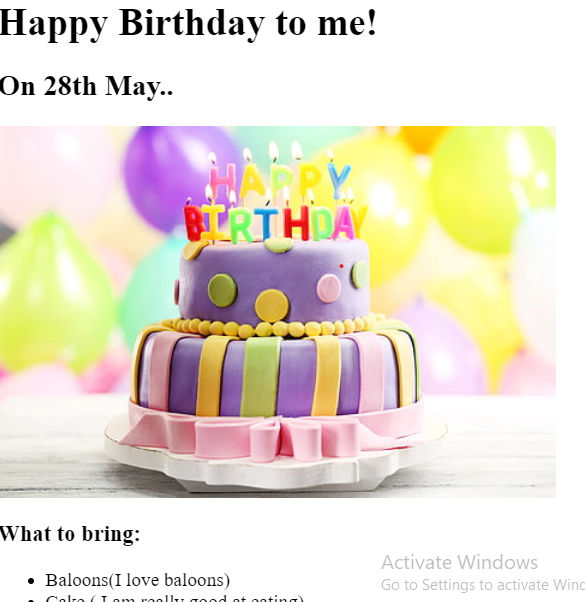 Happy Birthday to me!
On 28th May..
HAPPY
BIRTHDAY
What to bring:
Baloons(I love baloons)
Activate Windows
Cake ( I am really good at eating)
Go to Settings to activate Winc